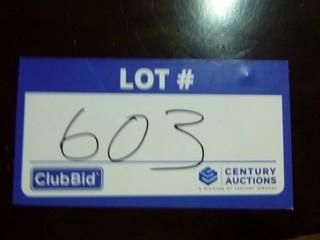 LOT #
603
ClubBid
CENTURY
AUCTIONS
A DIVISION OF CENTURY SERVICES